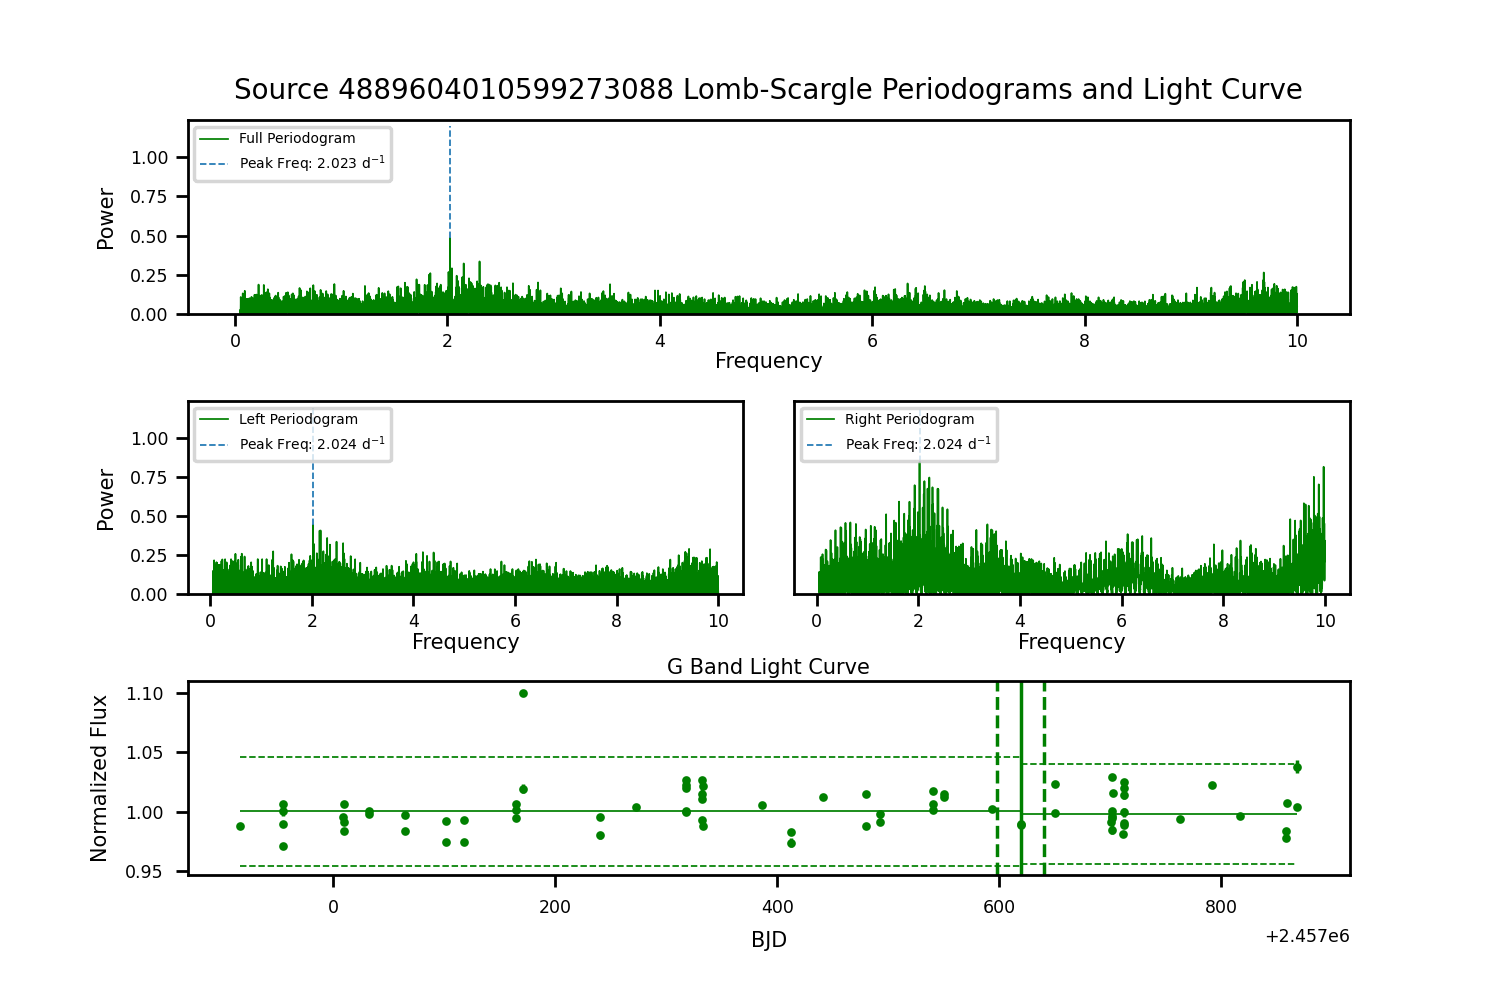 Source 4889604010599273088 Lomb-Scargle Periodograms and Light Curve
Full Periodogram
Peak Freq: 2.023 d⁻¹
Power
1.00
0.75
0.50
0.25
0.00
0 2 4 6 8 10
Frequency
Left Periodogram
Peak Freq: 2.024 d⁻¹
Power
1.00
0.75
0.50
0.25
0.00
0 2 4 6 8 10
Frequency
Right Periodogram
Peak Freq: 2.024 d⁻¹
0 2 4 6 8 10
Frequency
G Band Light Curve
Normalized Flux
1.10
1.05
1.00
0.95
0 200 400 600 800
+2.457e6
BJD